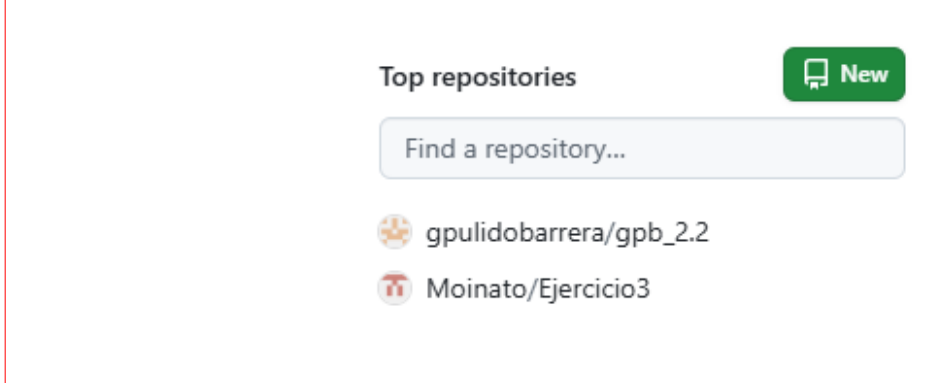 Top repositories
New
Find a repository...
gpulidobarrera/gpb_2.2
Moinato/Ejercicio3